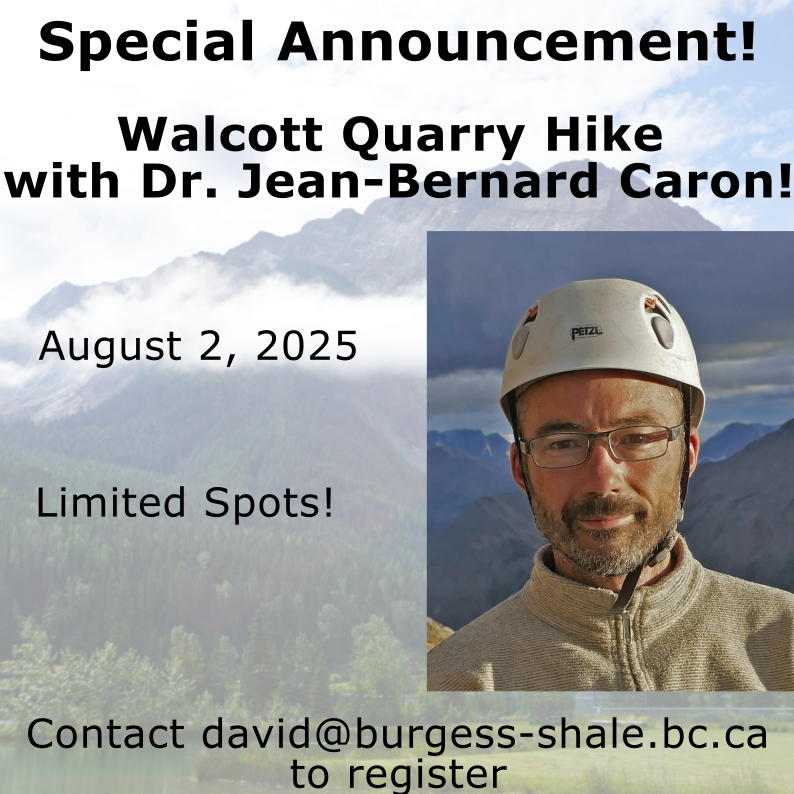 Special Announcement!
Walcott Quarry Hike
with Dr. Jean-Bernard Caron!
PETZL
August 2, 2025
Limited Spots!
Contact david@burgess-shale.bc.ca
to register